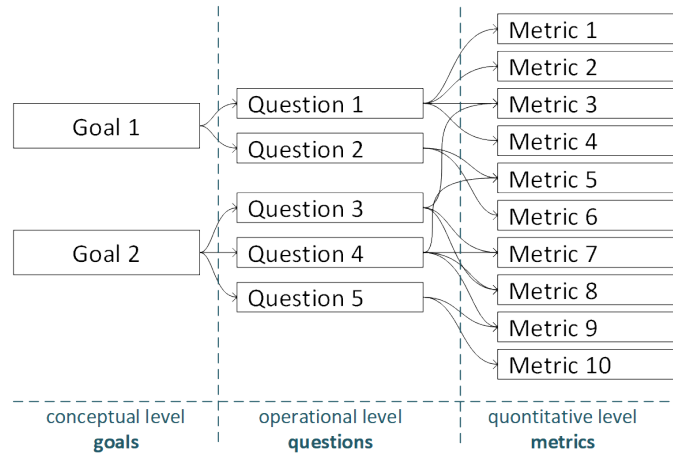 Goal 1
Goal 2
Question 1
Question 2
Question 3
Question 4
Question 5
Metric 1
Metric 2
Metric 3
Metric 4
Metric 5
Metric 6
Metric 7
Metric 8
Metric 9
Metric 10
conceptual level
goals
operational level
questions
quantitative level
metrics